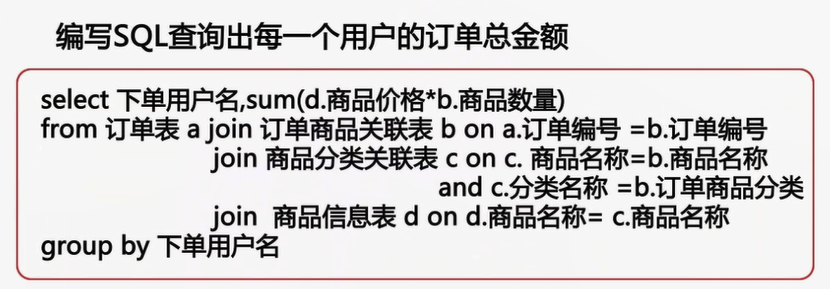 编写SQL查询出每一个用户的订单总金额
select 下单用户名,sum(d.商品价格*b.商品数量)
from 订单表 a join 订单商品关联表 b on a.订单编号 =b.订单编号
join 商品分类关联表 c on c. 商品名称=b.商品名称
and c.分类名称 =b.订单商品分类
join 商品信息表 d on d.商品名称= c.商品名称
group by 下单用户名